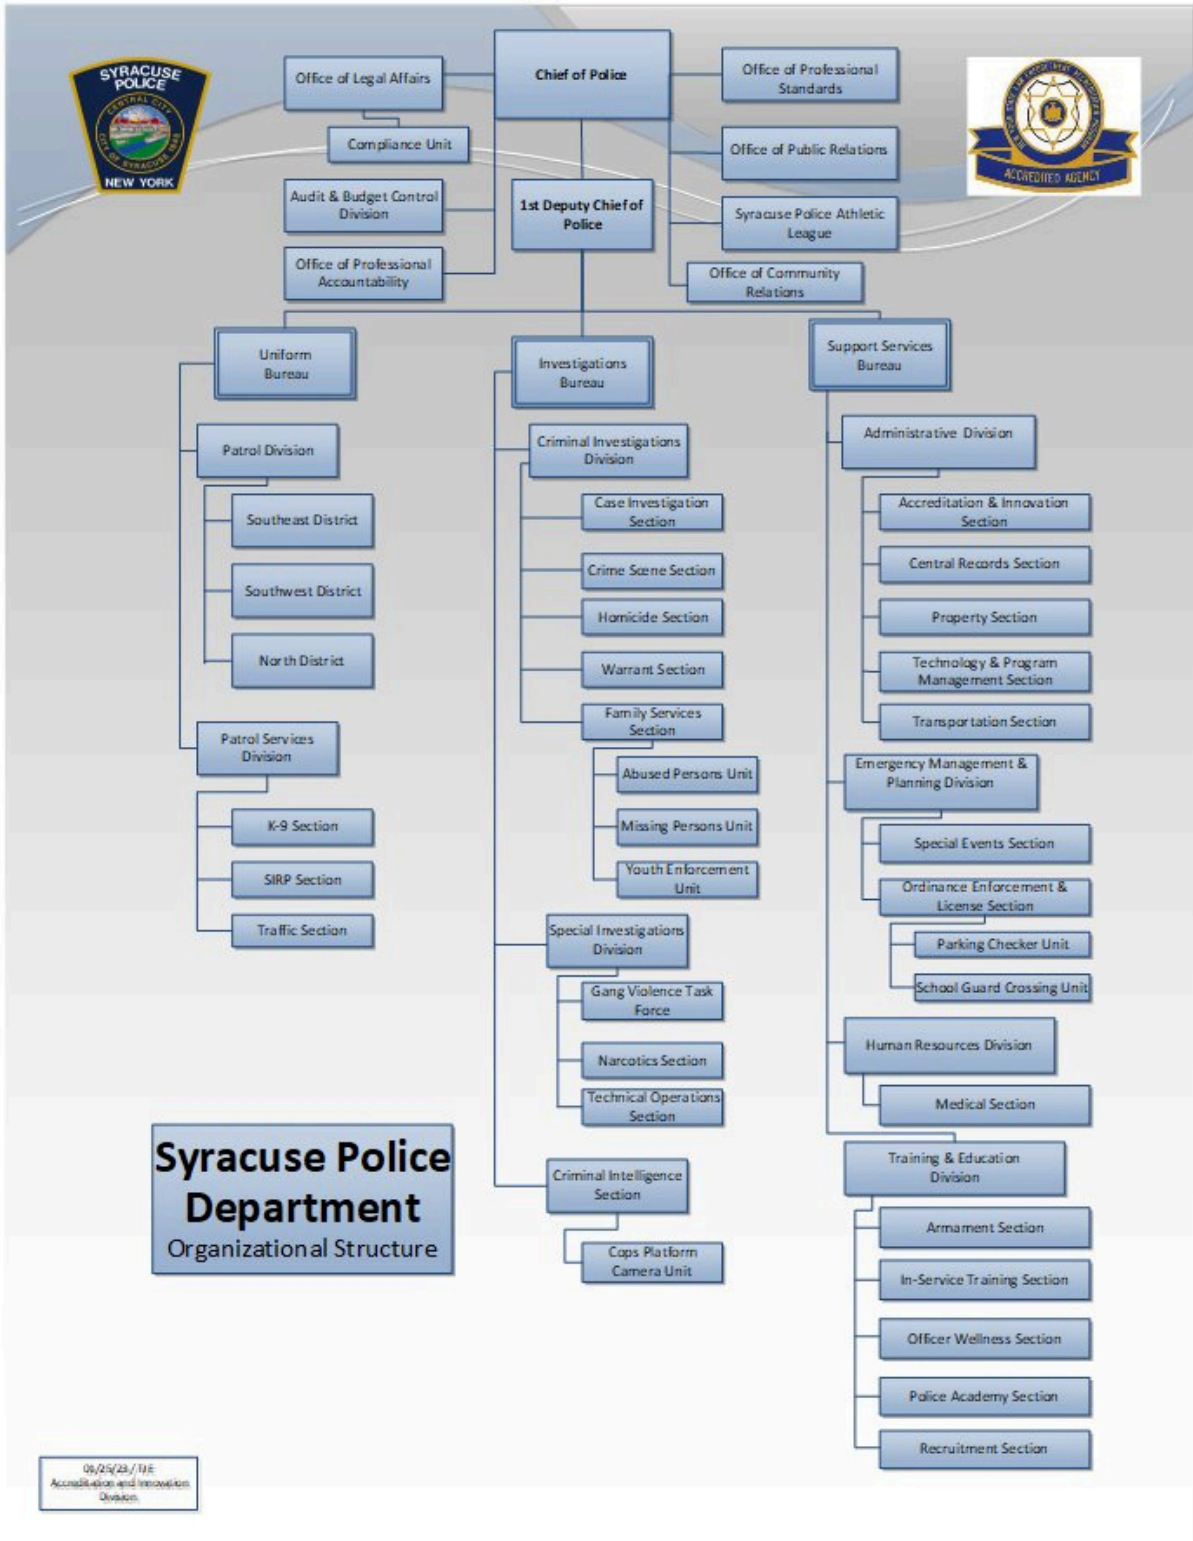 SYRACUSE
POLICE
CENTRAL CITY
CITY OF SYRACUSE 1848
NEW YORK
Office of Legal Affairs
Compliance Unit
Audit & Budget Control
Division
Office of Professional
Accountability
Chief of Police
1st Deputy Chief of
Police
Office of Professional
Standards
Office of Public Relations
Syracuse Police Athletic
League
Office of Community
Relations
ACCREDITED AGENCY
Uniform
Bureau
Patrol Division
Southeast District
Southwest District
North District
Patrol Services
Division
K-9 Section
SIRP Section
Traffic Section
Investigations
Bureau
Criminal Investigations
Division
Case Investigation
Section
Crime Scene Section
Homicide Section
Warrant Section
Family Services
Section
Abused Persons Unit
Missing Persons Unit
Youth Enforcement
Unit
Special Investigations
Division
Gang Violence Task
Force
Narcotics Section
Technical Operations
Section
Criminal Intelligence
Section
Cops Platform
Camera Unit
Support Services
Bureau
Administrative Division
Accreditation & Innovation
Section
Central Records Section
Property Section
Technology & Program
Management Section
Transportation Section
Emergency Management &
Planning Division
Special Events Section
Ordinance Enforcement &
License Section
Parking Checker Unit
School Guard Crossing Unit
Human Resources Division
Medical Section
Training & Education
Division
Armament Section
In-Service Training Section
Officer Wellness Section
Police Academy Section
Recruitment Section
Syracuse Police
Department
Organizational Structure
/25/23 / TJE
Accreditation and Innovation
Division